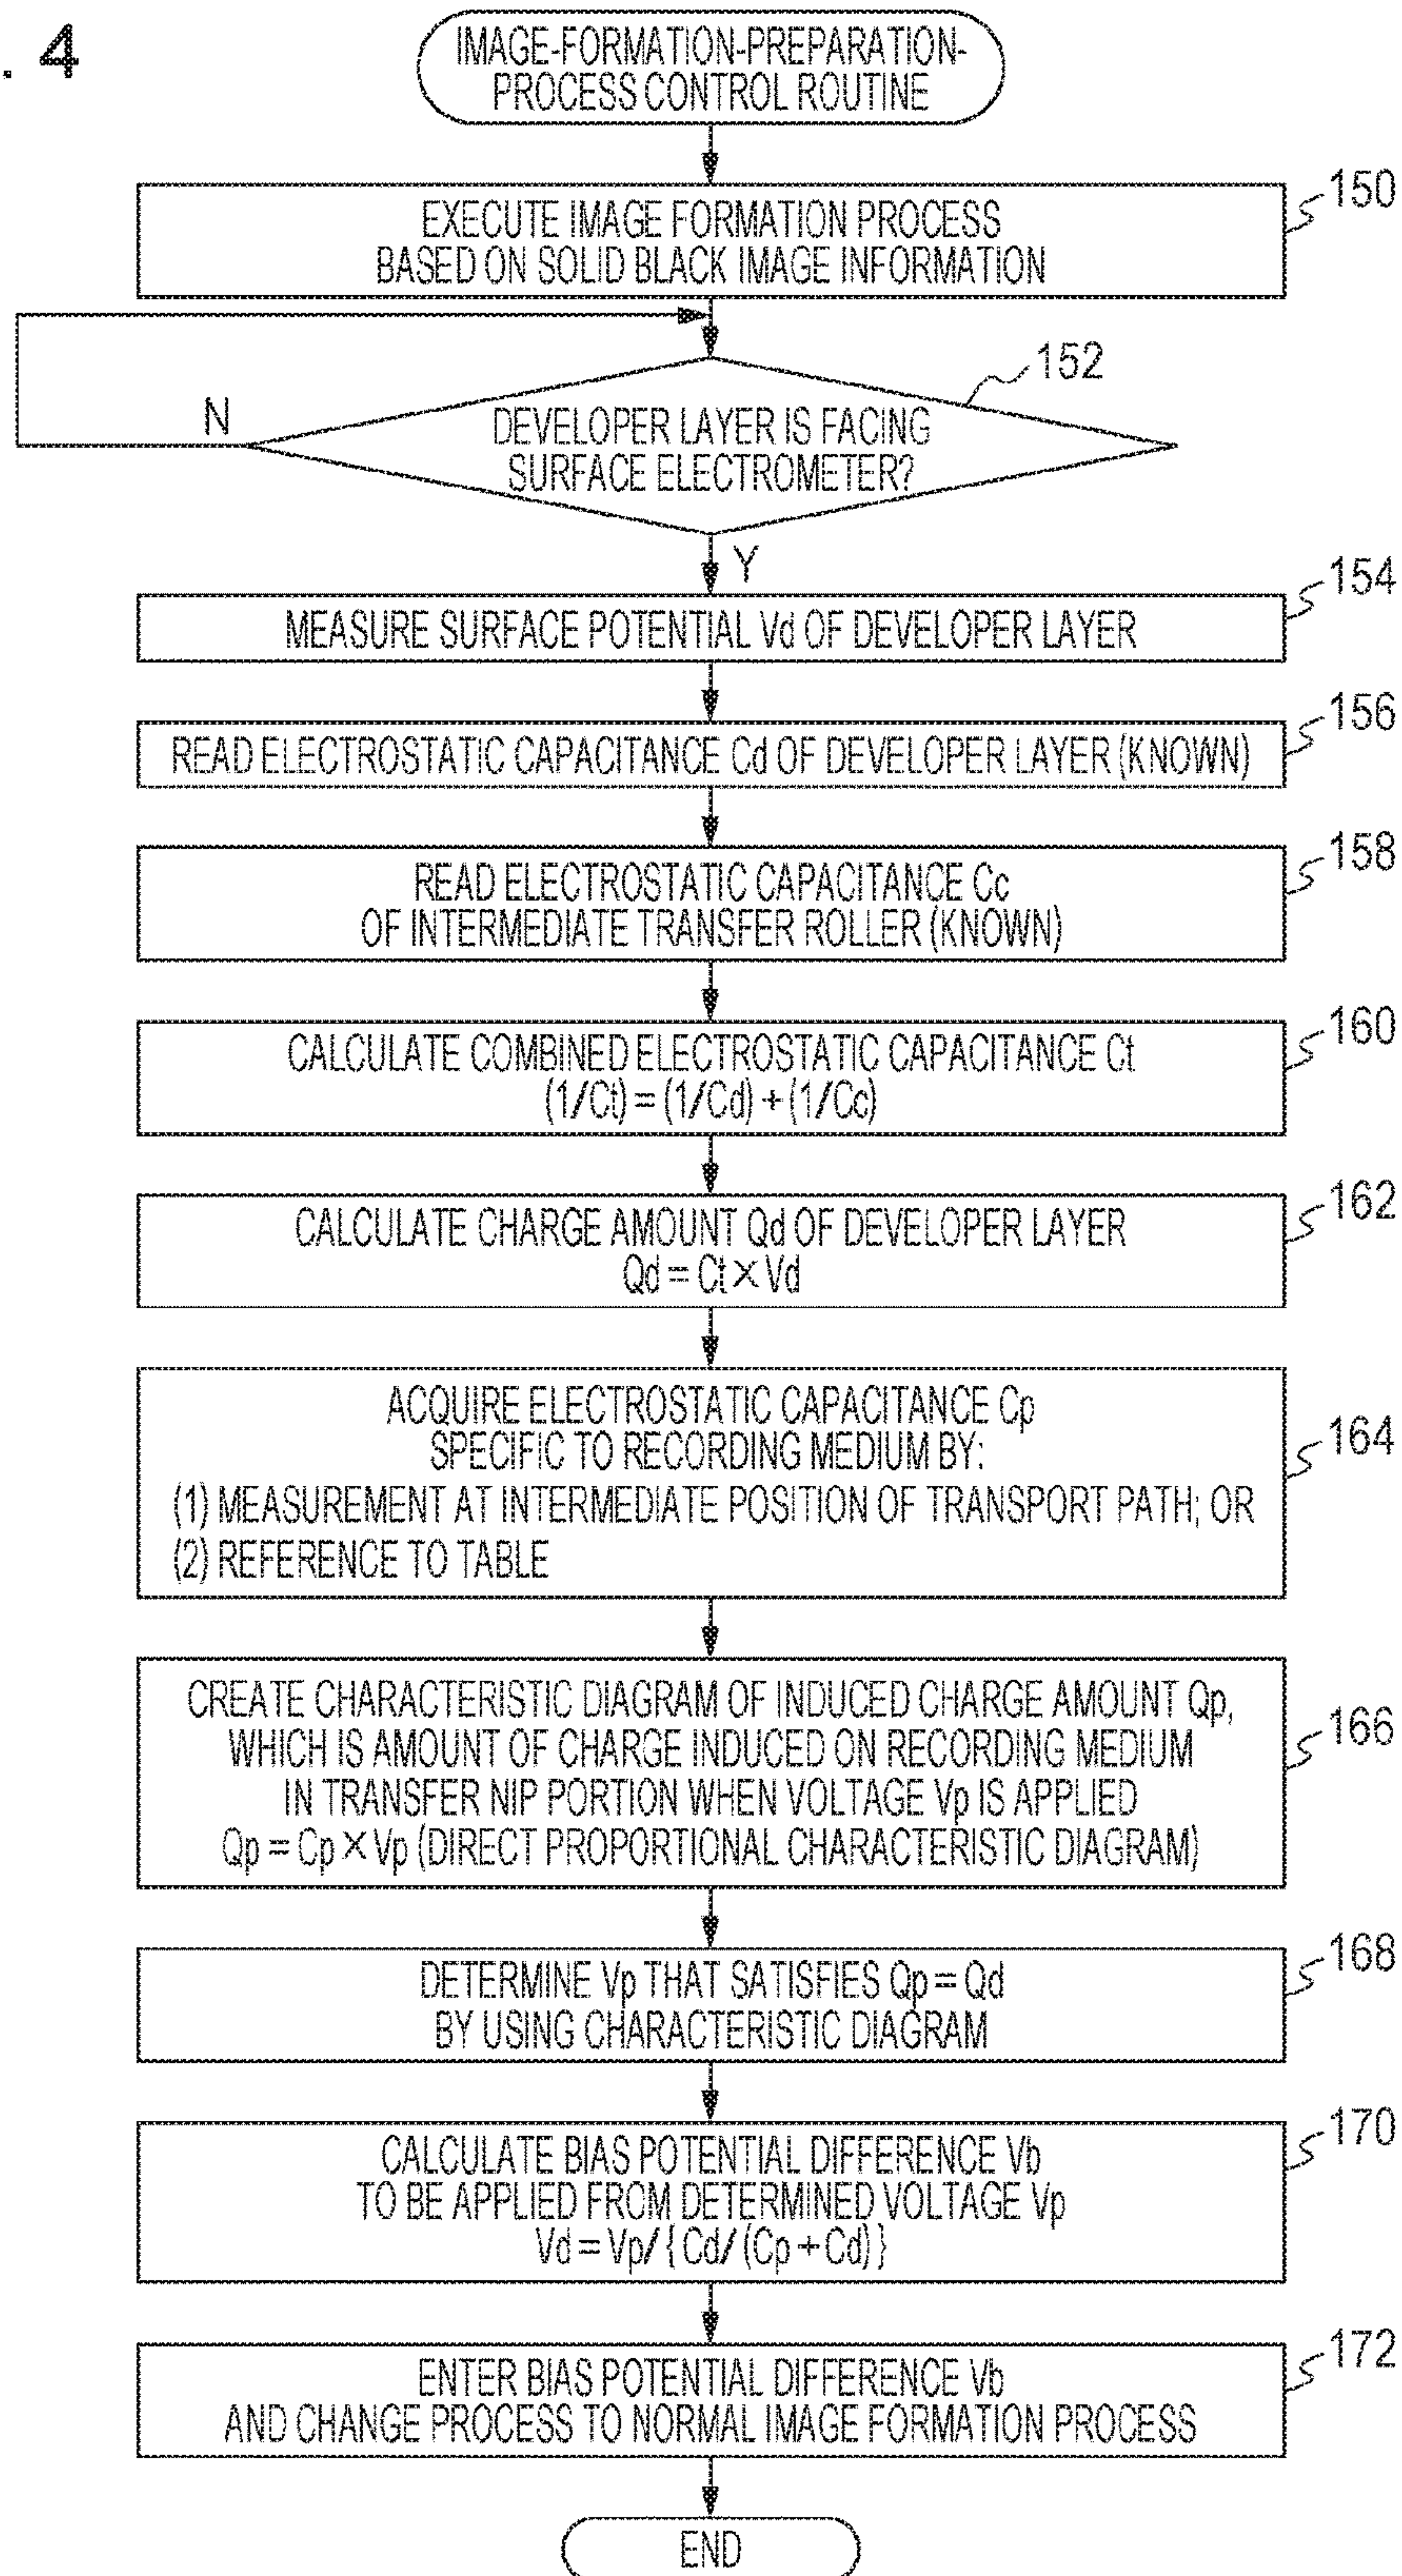 . 4
IMAGE-FORMATION-PREPARATION-
PROCESS CONTROL ROUTINE
150
EXECUTE IMAGE FORMATION PROCESS
BASED ON SOLID BLACK IMAGE INFORMATION
152
N
DEVELOPER LAYER IS FACING
SURFACE ELECTROMETER?
Y
154
MEASURE SURFACE POTENTIAL Vd OF DEVELOPER LAYER
156
READ ELECTROSTATIC CAPACITANCE Cd OF DEVELOPER LAYER (KNOWN)
158
READ ELECTROSTATIC CAPACITANCE Cc
OF INTERMEDIATE TRANSFER ROLLER (KNOWN)
160
CALCULATE COMBINED ELECTROSTATIC CAPACITANCE Ct
(1/Ct) = (1/Cd) + (1/Cc)
162
CALCULATE CHARGE AMOUNT Qd OF DEVELOPER LAYER
Qd = Ct × Vd
164
ACQUIRE ELECTROSTATIC CAPACITANCE Cp
SPECIFIC TO RECORDING MEDIUM BY:
(1) MEASUREMENT AT INTERMEDIATE POSITION OF TRANSPORT PATH; OR
(2) REFERENCE TO TABLE
166
CREATE CHARACTERISTIC DIAGRAM OF INDUCED CHARGE AMOUNT Qp,
WHICH IS AMOUNT OF CHARGE INDUCED ON RECORDING MEDIUM
IN TRANSFER NIP PORTION WHEN VOLTAGE Vp IS APPLIED
Qp = Cp × Vp (DIRECT PROPORTIONAL CHARACTERISTIC DIAGRAM)
168
DETERMINE Vp THAT SATISFIES Qp = Qd
BY USING CHARACTERISTIC DIAGRAM
170
CALCULATE BIAS POTENTIAL DIFFERENCE Vb
TO BE APPLIED FROM DETERMINED VOLTAGE Vp
Vd = Vp/{Cd/(Cp + Cd)}
172
ENTER BIAS POTENTIAL DIFFERENCE Vb
AND CHANGE PROCESS TO NORMAL IMAGE FORMATION PROCESS
END